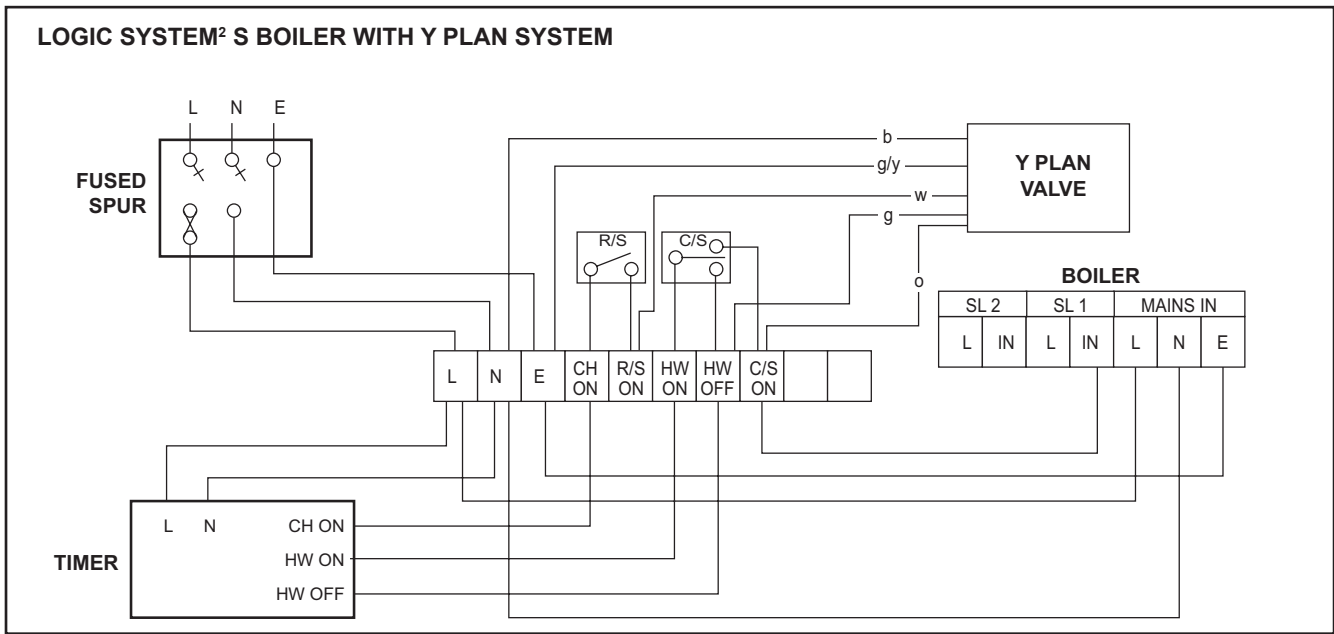 LOGIC SYSTEM² S BOILER WITH Y PLAN SYSTEM
L N E
FUSED
SPUR
b
g/y
w
g
o
Y PLAN
VALVE
R/S
C/S
BOILER
SL 2 SL 1 MAINS IN
L IN L IN L N E
L N E CH ON R/S ON HW ON HW OFF C/S ON
TIMER
L N CH ON
HW ON
HW OFF